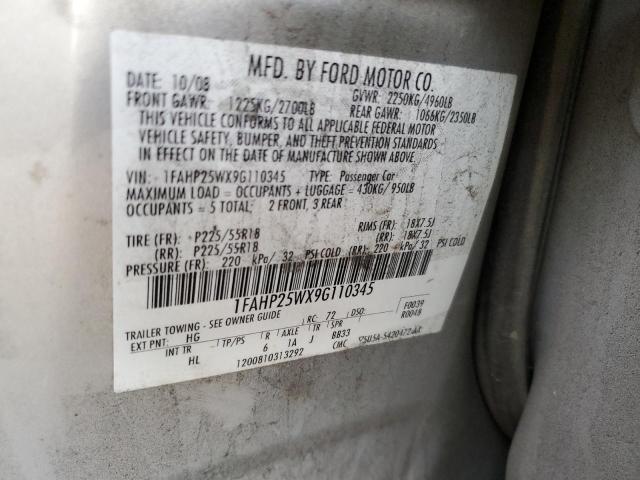 MFD. BY FORD MOTOR CO.
DATE: 10/08 GVWR: 2250KG/4960LB
FRONT GAWR: 1225KG/2700LB REAR GAWR: 1066KG/2350LB
THIS VEHICLE CONFORMS TO ALL APPLICABLE FEDERAL MOTOR
VEHICLE SAFETY, BUMPER, AND THEFT PREVENTION STANDARDS
IN EFFECT ON THE DATE OF MANUFACTURE SHOWN ABOVE.
VIN: 1FAHP25WX9G110345 TYPE: Passenger Car
MAXIMUM LOAD = OCCUPANTS + LUGGAGE = 430KG/950LB
OCCUPANTS = 5 TOTAL: 2 FRONT, 3 REAR
TIRE (FR): P225/55R18 RIMS (FR): 18X7.5J
(RR): P225/55R18 (RR): 18X7.5J
PRESSURE (FR): 220 kPa/ 32 PSI COLD (RR): 220 kPa/ 32 PSI COLD
1FAHP25WX9G110345
TRAILER TOWING - SEE OWNER GUIDE F0039
EXT PNT: HG RC: 72 DSO: R0048
INT TR TP/PS R AXLE TR SPR
HL 6 1A J BB33
1200810313292 CMC